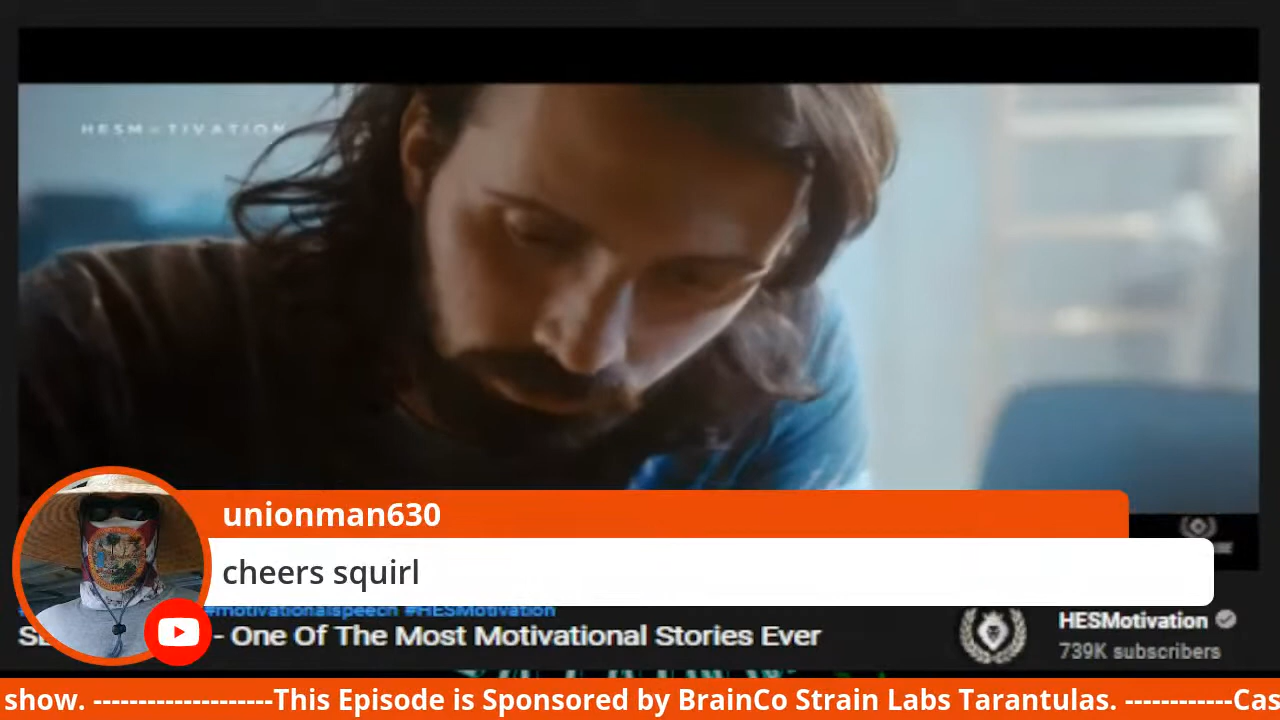 HESMOTIVATION
unionman630
cheers squirl
#motivationalspeech #HESMotivation
- One Of The Most Motivational Stories Ever
HESMotivation
739K subscribers
show. -------------------This Episode is Sponsored by BrainCo Strain Labs Tarantulas. ------------Cas